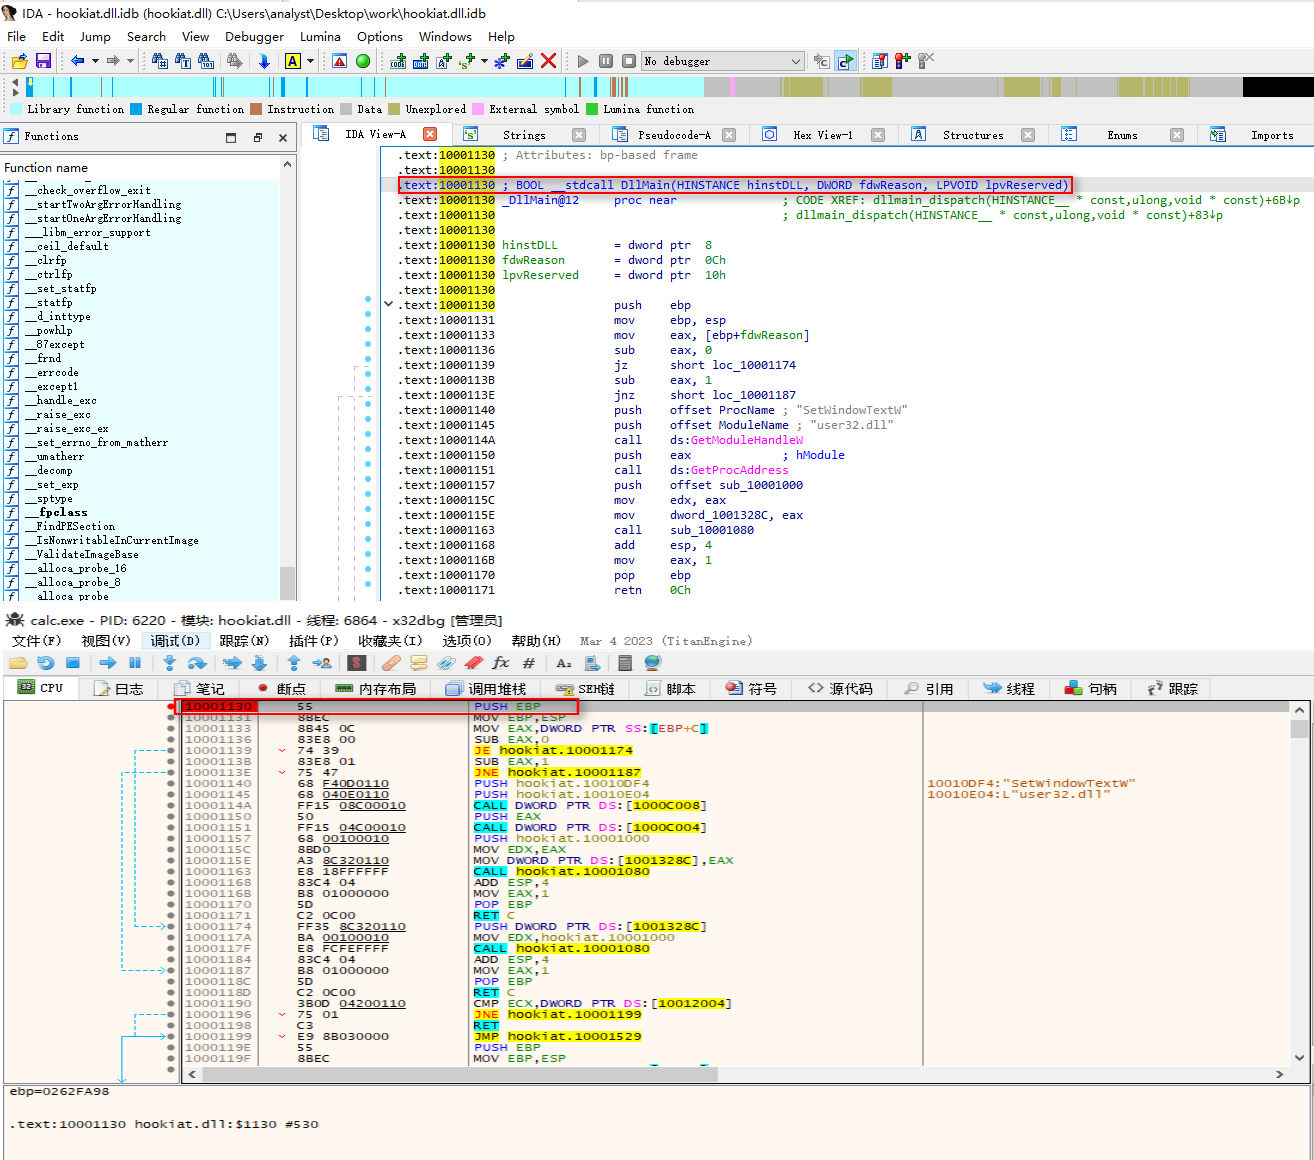 IDA - hookiat.dll.idb (hookiat.dll) C:\Users\analyst\Desktop\work\hookiat.dll.idb
File Edit Jump Search View Debugger Lumina Options Windows Help
No debugger
Library function Regular function Instruction Data Unexplored External symbol Lumina function
Functions
IDA View-A Strings Pseudocode-A Hex View-1 Structures Enums Imports
Function name
__check_overflow_exit
__startTwoArgErrorHandling
__startOneArgErrorHandling
___libm_error_support
__ceil_default
__clrfp
__ctrlfp
__set_statfp
__statfp
__d_inttype
__powhlp
__87except
__frnd
__errcode
__except1
__handle_exc
__raise_exc
__raise_exc_ex
__set_errno_from_matherr
__umatherr
__decomp
__set_exp
__sptype
__fpclass
__FindPESection
__IsNonwritableInCurrentImage
__ValidateImageBase
__alloca_probe_16
__alloca_probe_8
__alloca_probe
.text:10001130 ; Attributes: bp-based frame
.text:10001130
.text:10001130 ; BOOL __stdcall DllMain(HINSTANCE hinstDLL, DWORD fdwReason, LPVOID lpvReserved)
.text:10001130 _DllMain@12 proc near ; CODE XREF: dllmain_dispatch(HINSTANCE__ * const,ulong,void * const)+6B↓p
.text:10001130 ; dllmain_dispatch(HINSTANCE__ * const,ulong,void * const)+83↓p
.text:10001130
.text:10001130 hinstDLL = dword ptr 8
.text:10001130 fdwReason = dword ptr 0Ch
.text:10001130 lpvReserved = dword ptr 10h
.text:10001130
.text:10001130 push ebp
.text:10001131 mov ebp, esp
.text:10001133 mov eax, [ebp+fdwReason]
.text:10001136 sub eax, 0
.text:10001139 jz short loc_10001174
.text:1000113B sub eax, 1
.text:1000113E jnz short loc_10001187
.text:10001140 push offset ProcName ; "SetWindowTextW"
.text:10001145 push offset ModuleName ; "user32.dll"
.text:1000114A call ds:GetModuleHandleW
.text:10001150 push eax ; hModule
.text:10001151 call ds:GetProcAddress
.text:10001157 push offset sub_10001000
.text:1000115C mov edx, eax
.text:1000115E mov dword_1001328C, eax
.text:10001163 call sub_10001080
.text:10001168 add esp, 4
.text:1000116B mov eax, 1
.text:10001170 pop ebp
.text:10001171 retn 0Ch
calc.exe - PID: 6220 - 模块: hookiat.dll - 线程: 6864 - x32dbg [管理员]
文件(F) 视图(V) 调试(D) 跟踪(N) 插件(P) 收藏夹(I) 选项(O) 帮助(H) Mar 4 2023 (TitanEngine)
CPU 日志 笔记 断点 内存布局 调用堆栈 SEH链 脚本 符号 源代码 引用 线程 句柄 跟踪
10001130 55 PUSH EBP
10001131 8BEC MOV EBP,ESP
10001133 8B45 0C MOV EAX,DWORD PTR SS:[EBP+C]
10001136 83E8 00 SUB EAX,0
10001139 74 39 JE hookiat.10001174
1000113B 83E8 01 SUB EAX,1
1000113E 75 47 JNE hookiat.10001187
10001140 68 F40D0110 PUSH hookiat.10010DF4 10010DF4:"SetWindowTextW"
10001145 68 040E0110 PUSH hookiat.10010E04 10010E04:L"user32.dll"
1000114A FF15 08C00010 CALL DWORD PTR DS:[1000C008]
10001150 50 PUSH EAX
10001151 FF15 04C00010 CALL DWORD PTR DS:[1000C004]
10001157 68 00100010 PUSH hookiat.10001000
1000115C 8BD0 MOV EDX,EAX
1000115E A3 8C320110 MOV DWORD PTR DS:[1001328C],EAX
10001163 E8 18FFFFFF CALL hookiat.10001080
10001168 83C4 04 ADD ESP,4
1000116B B8 01000000 MOV EAX,1
10001170 5D POP EBP
10001171 C2 0C00 RET C
10001174 FF35 8C320110 PUSH DWORD PTR DS:[1001328C]
1000117A BA 00100010 MOV EDX,hookiat.10001000
1000117F E8 FCFEFFFF CALL hookiat.10001080
10001184 83C4 04 ADD ESP,4
10001187 B8 01000000 MOV EAX,1
1000118C 5D POP EBP
1000118D C2 0C00 RET C
10001190 3B0D 04200110 CMP ECX,DWORD PTR DS:[10012004]
10001196 75 01 JNE hookiat.10001199
10001198 C3 RET
10001199 E9 8B030000 JMP hookiat.10001529
1000119E 55 PUSH EBP
1000119F 8BEC MOV EBP,ESP
ebp=0262FA98
.text:10001130 hookiat.dll:$1130 #530